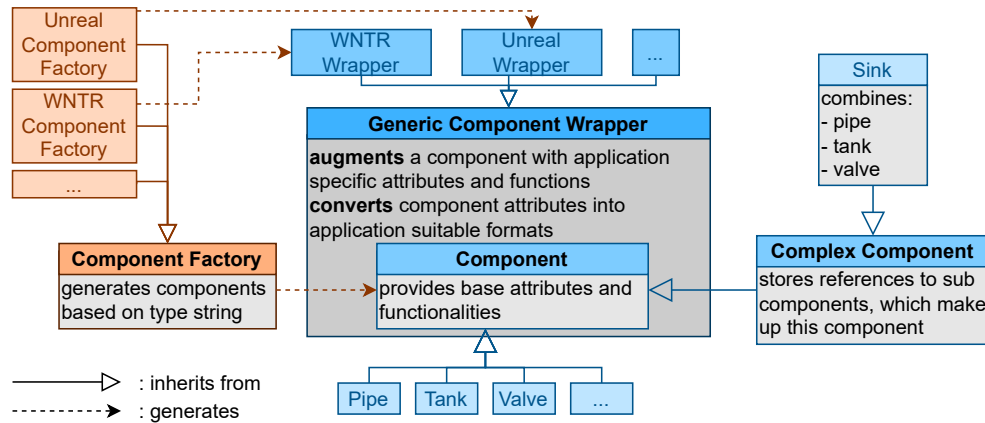 Unreal
Component
Factory
WNTR
Component
Factory
...
WNTR
Wrapper
Unreal
Wrapper
...
Generic Component Wrapper
augments a component with application
specific attributes and functions
converts component attributes into
application suitable formats
Sink
combines:
- pipe
- tank
- valve
Component Factory
generates components
based on type string
Component
provides base attributes and
functionalities
Complex Component
stores references to sub
components, which make
up this component
Pipe
Tank
Valve
...
: inherits from
: generates